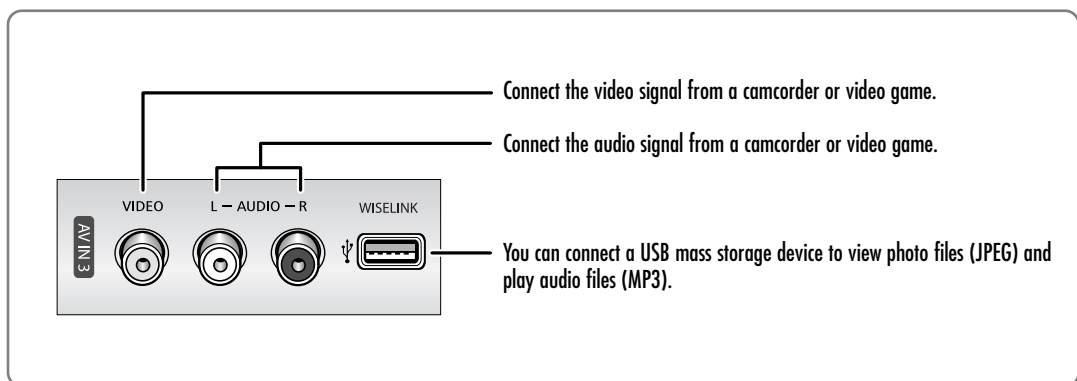 Connect the video signal from a camcorder or video game.
Connect the audio signal from a camcorder or video game.
VIDEO
L – AUDIO – R
WISELINK
AV IN 3
You can connect a USB mass storage device to view photo files (JPEG) and
play audio files (MP3).